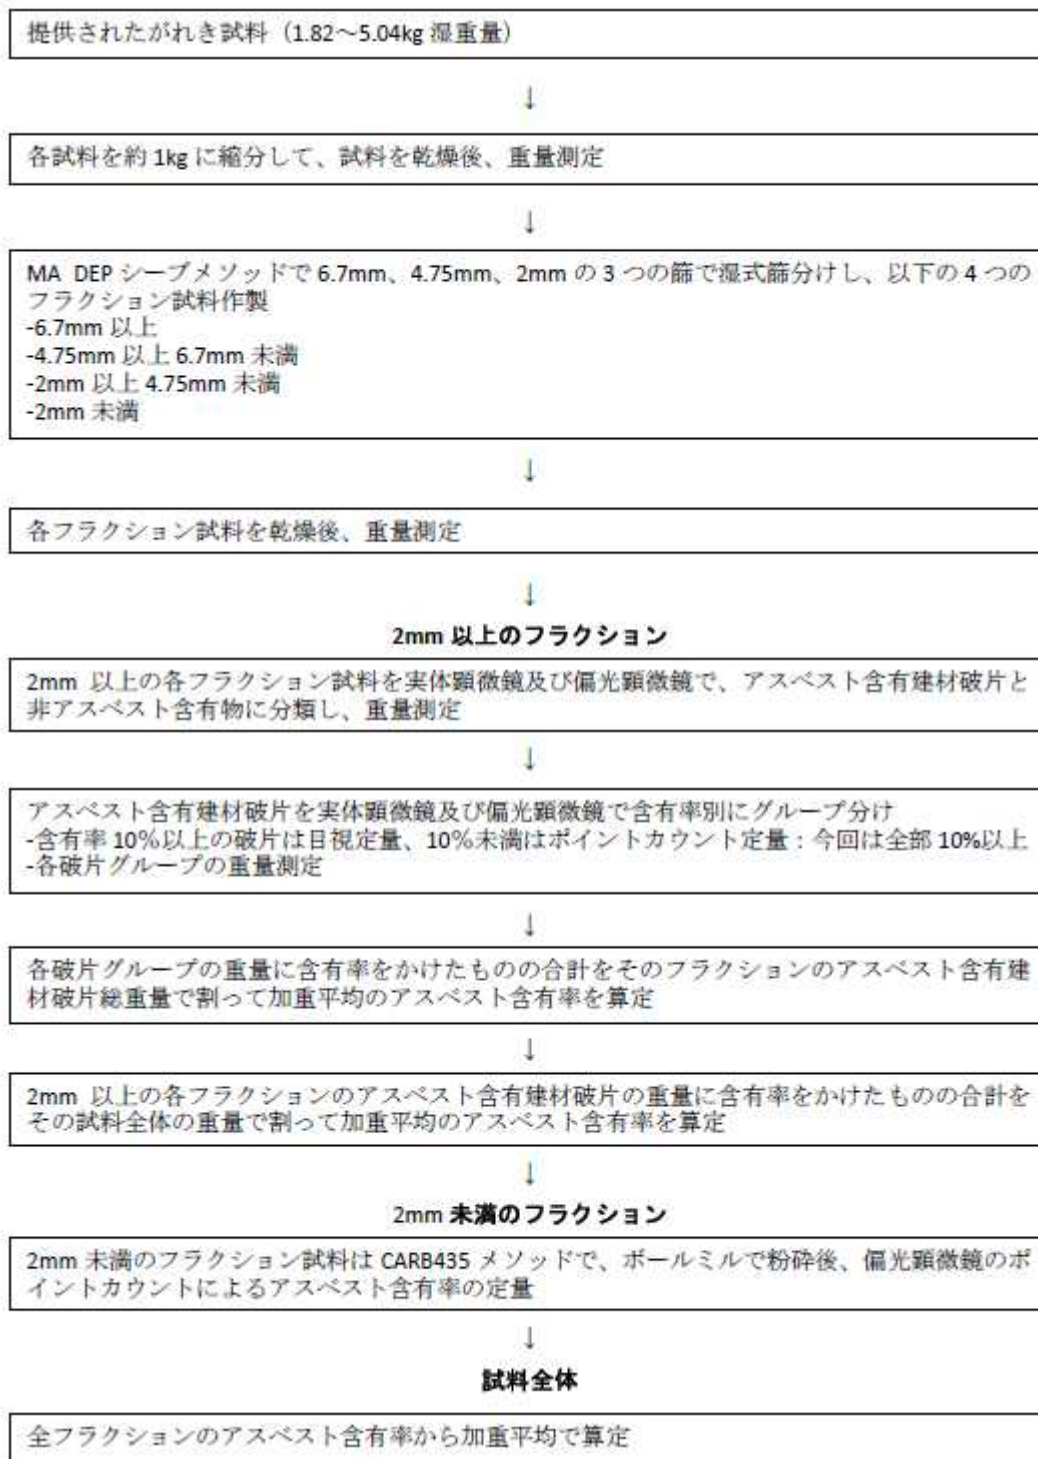 提供されたがれき試料（1.82～5.04kg 湿重量）
↓
各試料を約 1kg に縮分して、試料を乾燥後、重量測定
↓
MA DEP シーブメソッドで 6.7mm、4.75mm、2mm の 3 つの篩で湿式篩分けし、以下の 4 つの
フラクション試料作製
-6.7mm 以上
-4.75mm 以上 6.7mm 未満
-2mm 以上 4.75mm 未満
-2mm 未満
↓
各フラクション試料を乾燥後、重量測定
↓
2mm 以上のフラクション
2mm 以上の各フラクション試料を実体顕微鏡及び偏光顕微鏡で、アスベスト含有建材破片と
非アスベスト含有物に分類し、重量測定
↓
アスベスト含有建材破片を実体顕微鏡及び偏光顕微鏡で含有率別にグループ分け
-含有率 10％以上の破片は目視定量、10％未満はポイントカウント定量：今回は全部 10%以上
-各破片グループの重量測定
↓
各破片グループの重量に含有率をかけたものの合計をそのフラクションのアスベスト含有建
材破片総重量で割って加重平均のアスベスト含有率を算定
↓
2mm 以上の各フラクションのアスベスト含有建材破片の重量に含有率をかけたものの合計を
その試料全体の重量で割って加重平均のアスベスト含有率を算定
↓
2mm 未満のフラクション
2mm 未満のフラクション試料は CARB435 メソッドで、ボールミルで粉砕後、偏光顕微鏡のポ
イントカウントによるアスベスト含有率の定量
↓
試料全体
全フラクションのアスベスト含有率から加重平均で算定